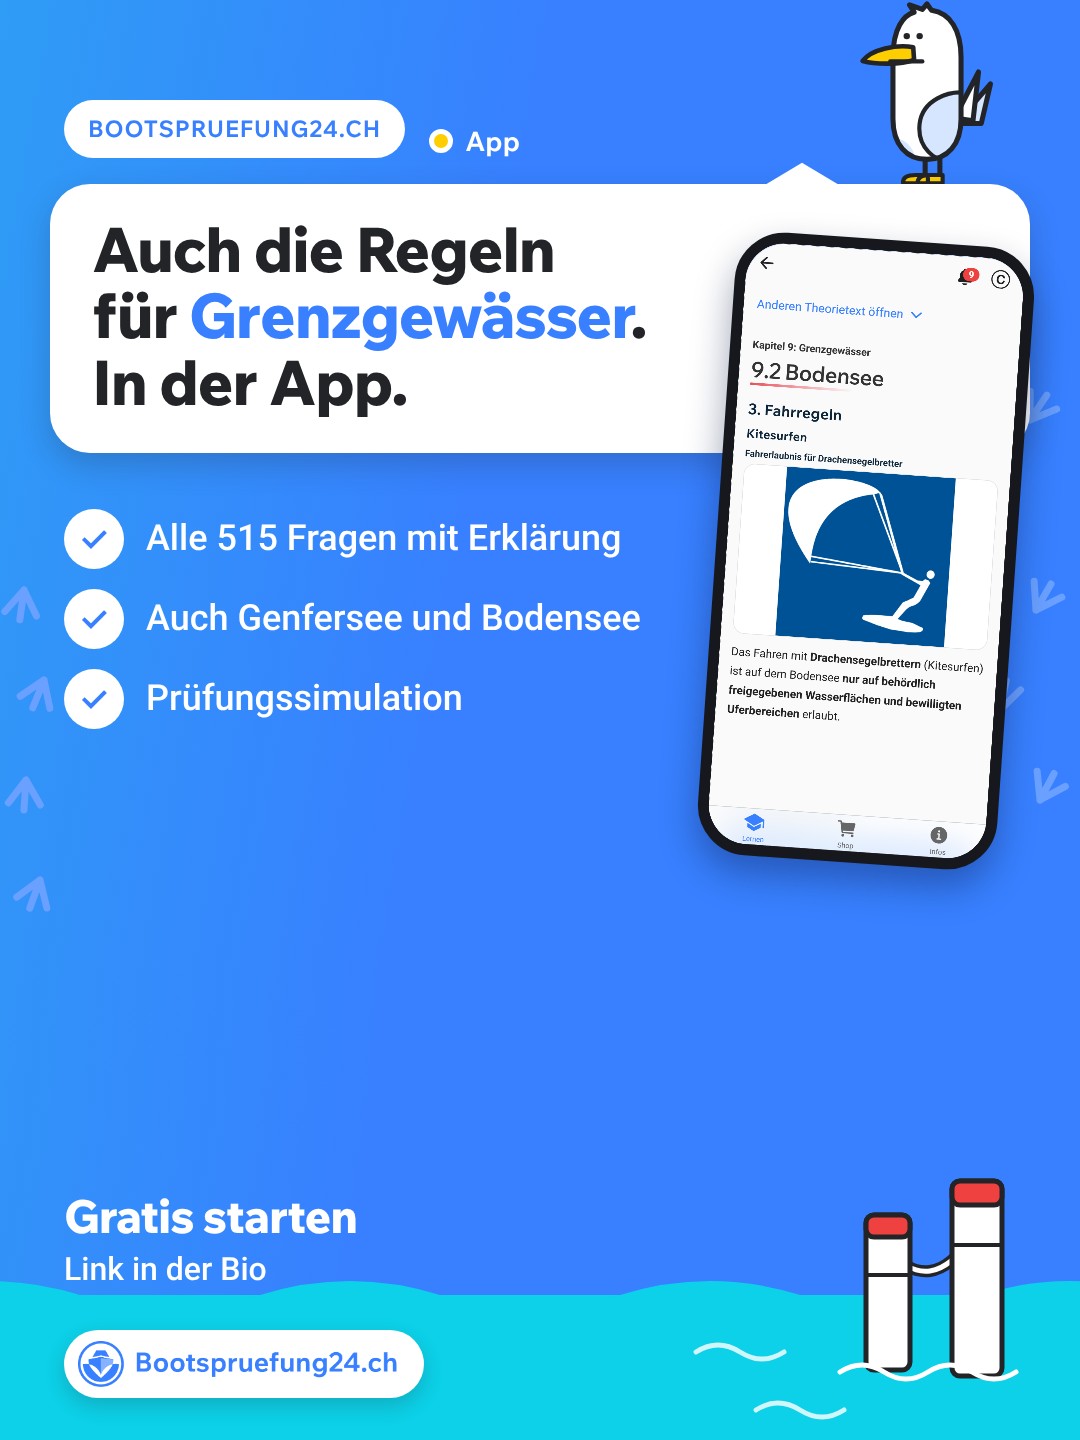 BOOTSPRUEFUNG24.CH
App
Auch die Regeln
für Grenzgewässer.
In der App.
9
C
Anderen Theorietext öffnen
Kapitel 9: Grenzgewässer
9.2 Bodensee
3. Fahrregeln
Kitesurfen
Fahrerlaubnis für Drachensegelbretter
Das Fahren mit Drachensegelbrettern (Kitesurfen)
ist auf dem Bodensee nur auf behördlich
freigegebenen Wasserflächen und bewilligten
Uferbereichen erlaubt.
Lernen
Shop
Infos
Alle 515 Fragen mit Erklärung
Auch Genfersee und Bodensee
Prüfungssimulation
Gratis starten
Link in der Bio
Bootspruefung24.ch